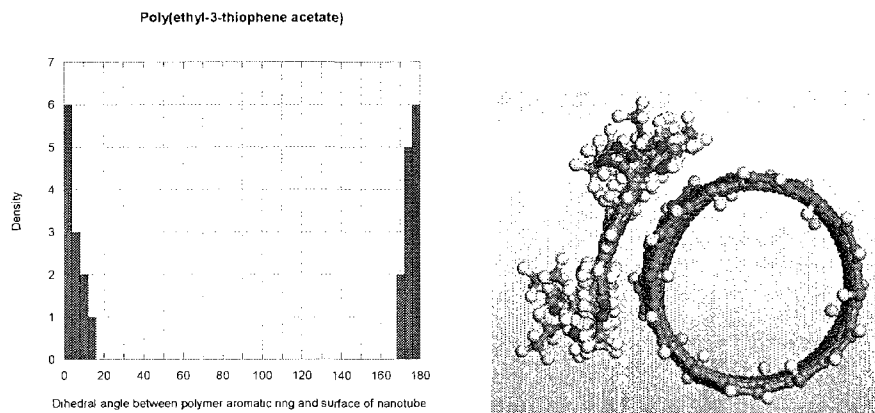 Poly(ethyl-3-thiophene acetate)
7
6
5
4
3
2
1
0
Density
0 20 40 60 80 100 120 140 160 180
Dihedral angle between polymer aromatic ring and surface of nanotube